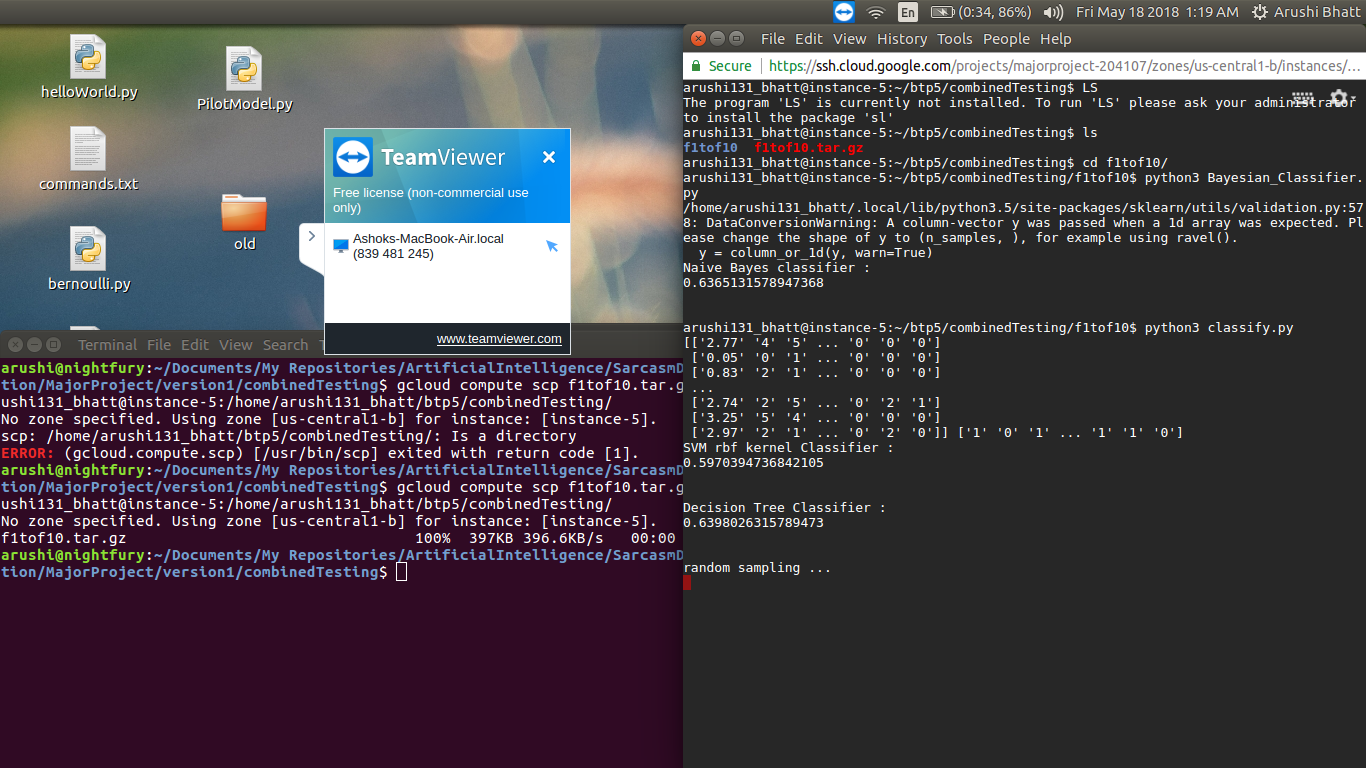 En (0:34, 86%) Fri May 18 2018 1:19 AM Arushi Bhatt
helloWorld.py
PilotModel.py
commands.txt
old
bernoulli.py
TeamViewer
Free license (non-commercial use
only)
Ashoks-MacBook-Air.local
(839 481 245)
www.teamviewer.com
Terminal File Edit View Search T
arushi@nightfury:~/Documents/My Repositories/ArtificialIntelligence/SarcasmD
tion/MajorProject/version1/combinedTesting$ gcloud compute scp f1tof10.tar.g
ushi131_bhatt@instance-5:/home/arushi131_bhatt/btp5/combinedTesting/
No zone specified. Using zone [us-central1-b] for instance: [instance-5].
scp: /home/arushi131_bhatt/btp5/combinedTesting/: Is a directory
ERROR: (gcloud.compute.scp) [/usr/bin/scp] exited with return code [1].
arushi@nightfury:~/Documents/My Repositories/ArtificialIntelligence/SarcasmD
tion/MajorProject/version1/combinedTesting$ gcloud compute scp f1tof10.tar.g
ushi131_bhatt@instance-5:/home/arushi131_bhatt/btp5/combinedTesting/
No zone specified. Using zone [us-central1-b] for instance: [instance-5].
f1tof10.tar.gz 100% 397KB 396.6KB/s 00:00
arushi@nightfury:~/Documents/My Repositories/ArtificialIntelligence/SarcasmD
tion/MajorProject/version1/combinedTesting$
File Edit View History Tools People Help
Secure https://ssh.cloud.google.com/projects/majorproject-204107/zones/us-central1-b/instances/...
arushi131_bhatt@instance-5:~/btp5/combinedTesting$ LS
The program 'LS' is currently not installed. To run 'LS' please ask your administrator
to install the package 'sl'
arushi131_bhatt@instance-5:~/btp5/combinedTesting$ ls
f1tof10 f1tof10.tar.gz
arushi131_bhatt@instance-5:~/btp5/combinedTesting$ cd f1tof10/
arushi131_bhatt@instance-5:~/btp5/combinedTesting/f1tof10$ python3 Bayesian_Classifier.
py
/home/arushi131_bhatt/.local/lib/python3.5/site-packages/sklearn/utils/validation.py:57
8: DataConversionWarning: A column-vector y was passed when a 1d array was expected. Pl
ease change the shape of y to (n_samples, ), for example using ravel().
y = column_or_1d(y, warn=True)
Naive Bayes classifier :
0.6365131578947368
arushi131_bhatt@instance-5:~/btp5/combinedTesting/f1tof10$ python3 classify.py
[['2.77' '4' '5' ... '0' '0' '0']
['0.05' '0' '1' ... '0' '0' '0']
['0.83' '2' '1' ... '0' '0' '0']
...
['2.74' '2' '5' ... '0' '2' '1']
['3.25' '5' '4' ... '0' '0' '0']
['2.97' '2' '1' ... '0' '2' '0']] ['1' '0' '1' ... '1' '1' '0']
SVM rbf kernel Classifier :
0.5970394736842105
Decision Tree Classifier :
0.6398026315789473
random sampling ...